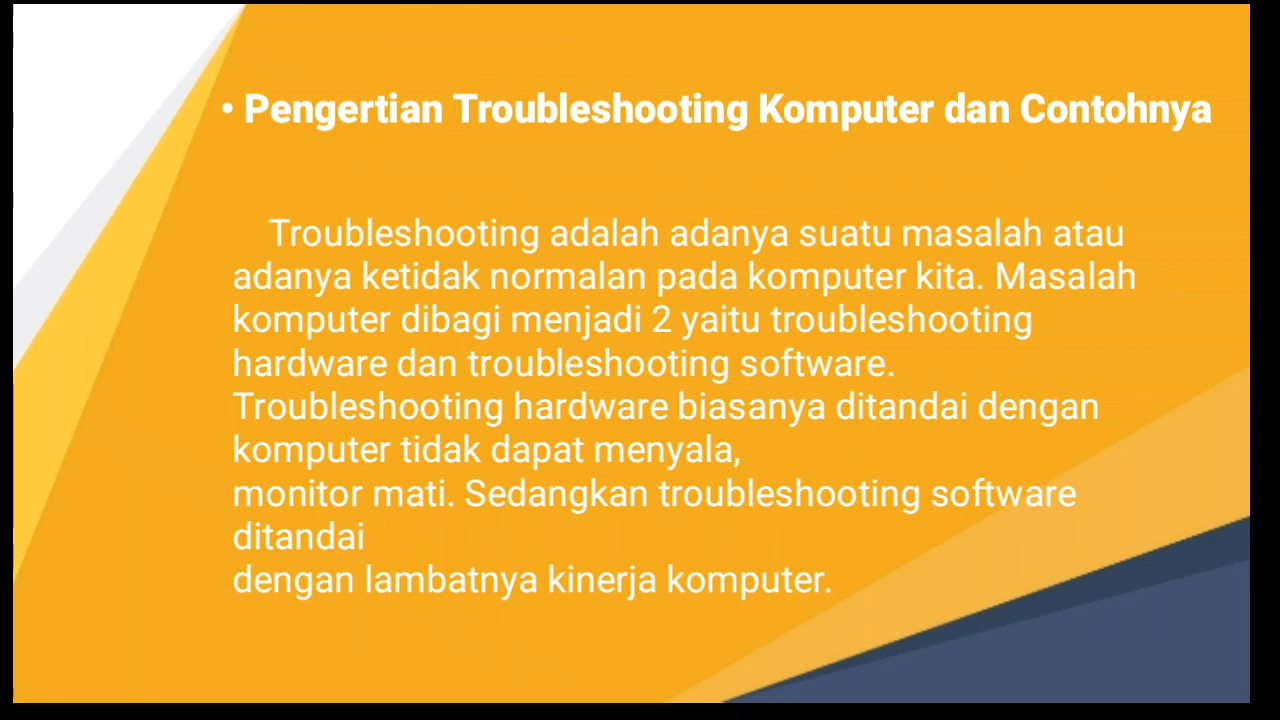 • Pengertian Troubleshooting Komputer dan Contohnya
Troubleshooting adalah adanya suatu masalah atau
adanya ketidak normalan pada komputer kita. Masalah
komputer dibagi menjadi 2 yaitu troubleshooting
hardware dan troubleshooting software.
Troubleshooting hardware biasanya ditandai dengan
komputer tidak dapat menyala,
monitor mati. Sedangkan troubleshooting software
ditandai
dengan lambatnya kinerja komputer.